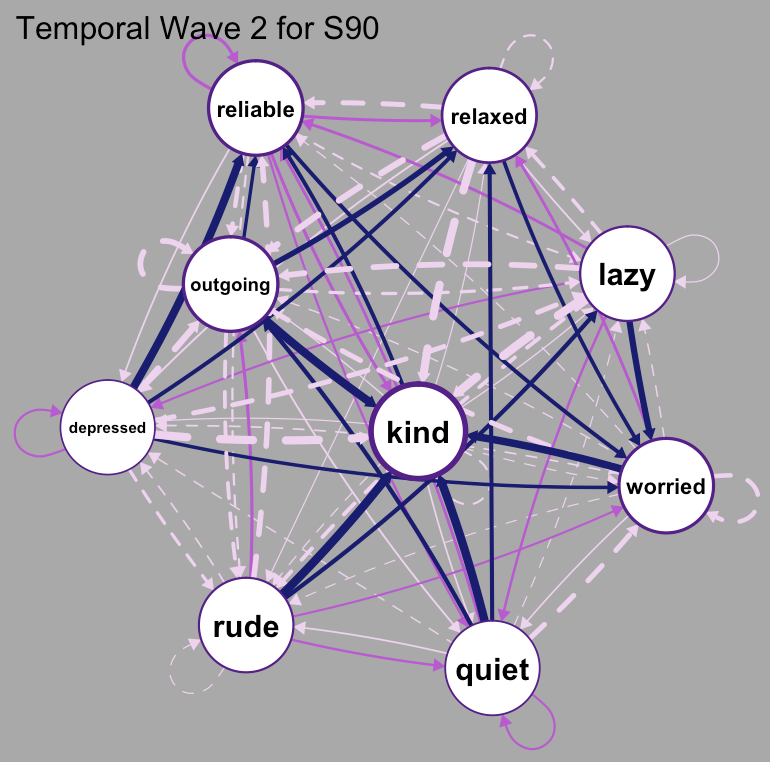 Temporal Wave 2 for S90
reliable
relaxed
lazy
outgoing
depressed
kind
worried
rude
quiet